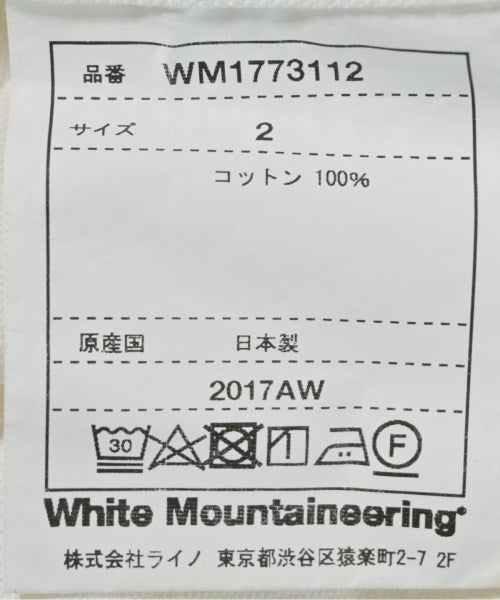 品番 WM1773112
サイズ 2
コットン 100%
原産国 日本製
2017AW
30 F
White Mountaineering
株式会社ライノ 東京都渋谷区猿楽町2-7 2F